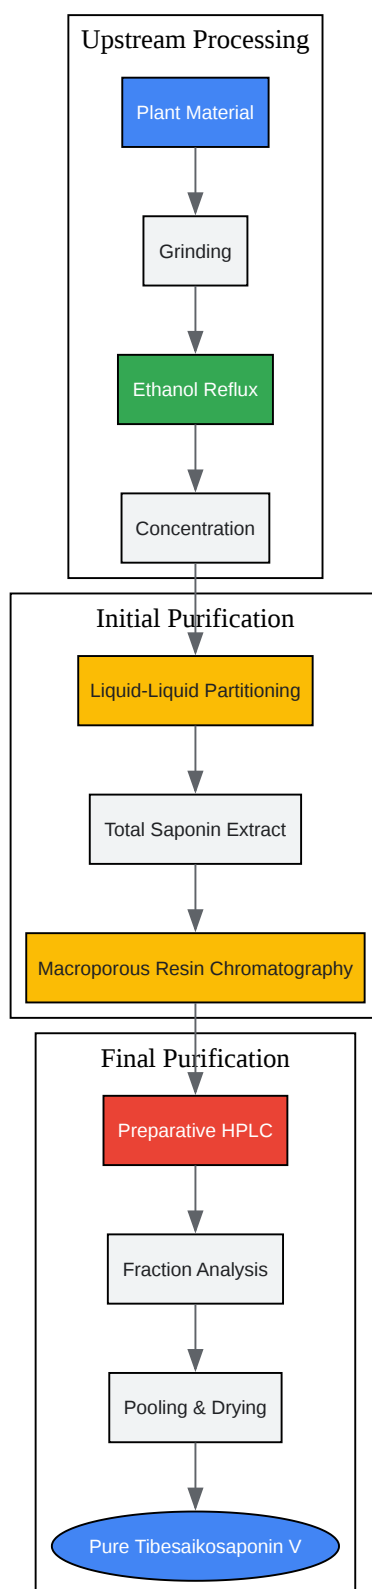 Upstream Processing
Plant Material
Grinding
Ethanol Reflux
Concentration
Initial Purification
Liquid-Liquid Partitioning
Total Saponin Extract
Macroporous Resin Chromatography
Final Purification
Preparative HPLC
Fraction Analysis
Pooling & Drying
Pure Tibesaikosaponin V